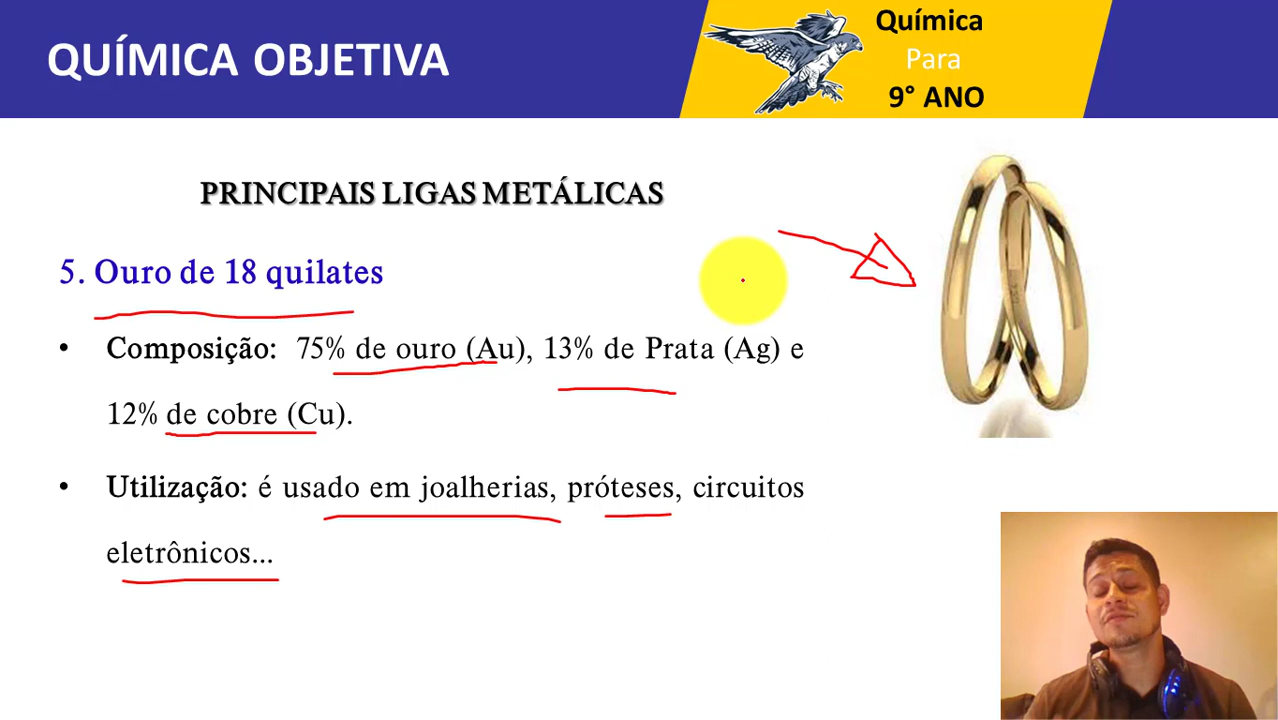 QUÍMICA OBJETIVA
Química
Para
9° ANO
PRINCIPAIS LIGAS METÁLICAS
5. Ouro de 18 quilates
• Composição: 75% de ouro (Au), 13% de Prata (Ag) e
12% de cobre (Cu).
• Utilização: é usado em joalherias, próteses, circuitos
eletrônicos...